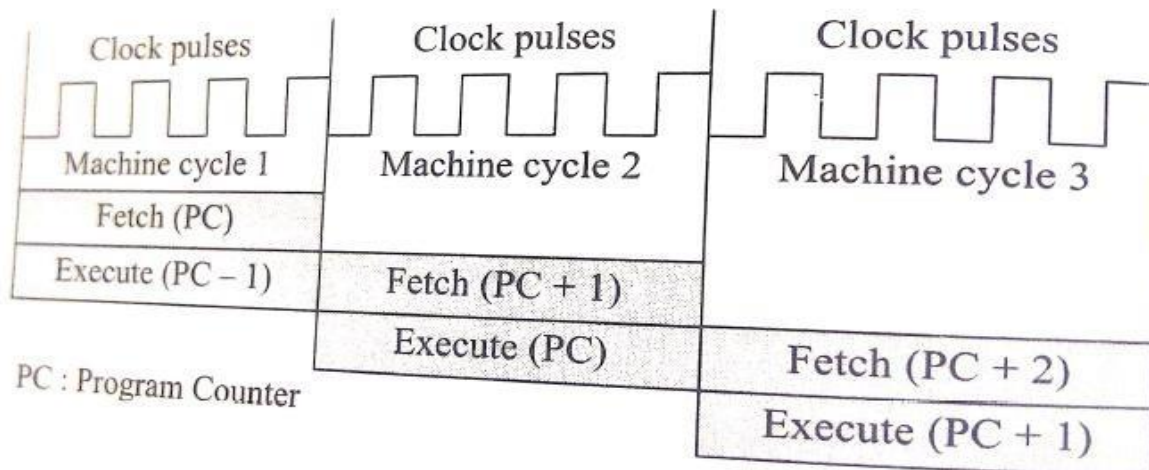 Clock pulses
Clock pulses
Clock pulses
Machine cycle 1
Machine cycle 2
Machine cycle 3
Fetch (PC)
Execute (PC – 1)
Fetch (PC + 1)
Execute (PC)
Fetch (PC + 2)
Execute (PC + 1)
PC : Program Counter